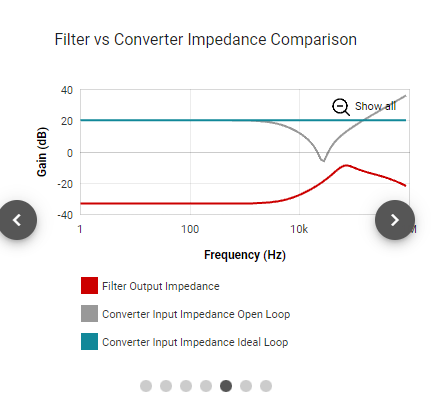 Filter vs Converter Impedance Comparison
40
Show all
20
0
-20
-40
Gain (dB)
1
100
10k
M
Frequency (Hz)
Filter Output Impedance
Converter Input Impedance Open Loop
Converter Input Impedance Ideal Loop